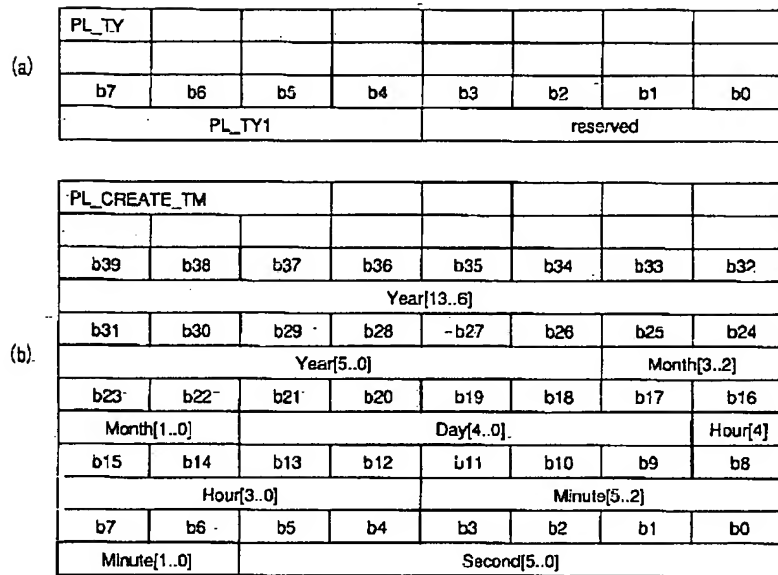 (a)
PL_TY
b7 b6 b5 b4 b3 b2 b1 b0
PL_TY1 reserved
(b)
PL_CREATE_TM
b39 b38 b37 b36 b35 b34 b33 b32
Year[13..6]
b31 b30 b29 b28 b27 b26 b25 b24
Year[5..0] Month[3..2]
b23 b22 b21 b20 b19 b18 b17 b16
Month[1..0] Day[4..0] Hour[4]
b15 b14 b13 b12 b11 b10 b9 b8
Hour[3..0] Minute[5..2]
b7 b6 b5 b4 b3 b2 b1 b0
Minute[1..0] Second[5..0]